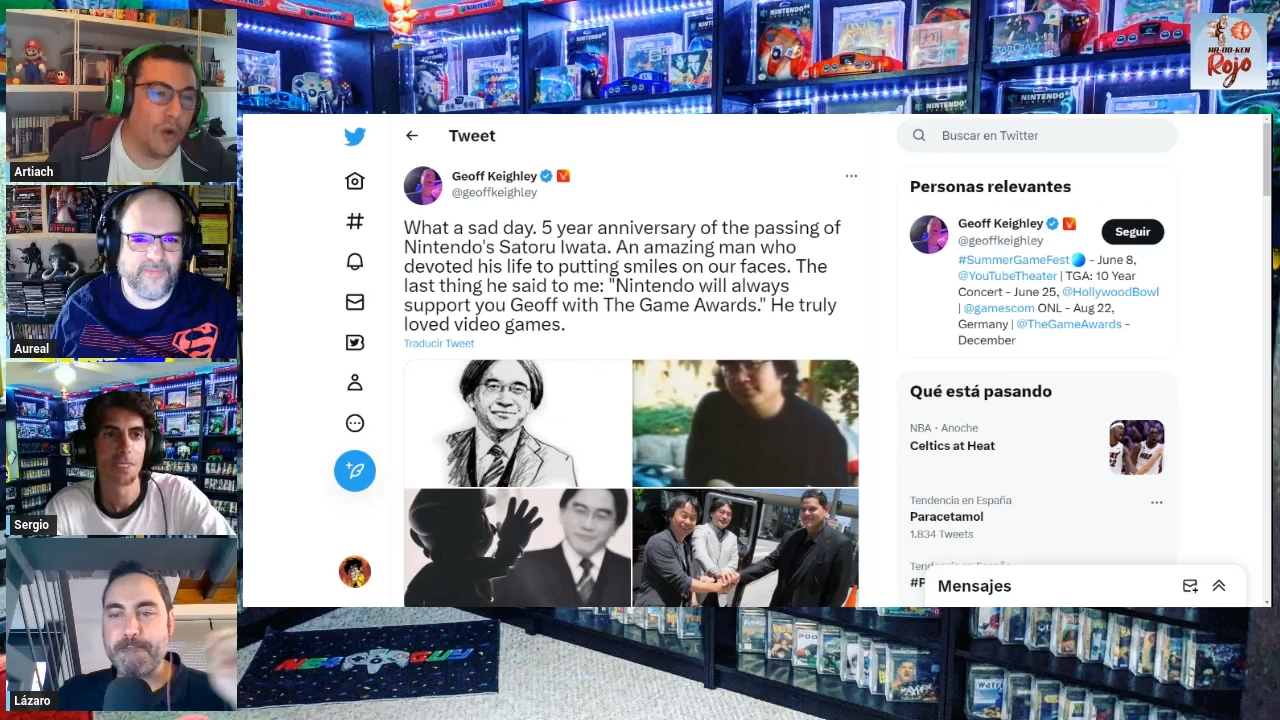 HA-DO-KEN
Rojo
Artiach
Aureal
Sergio
Lázaro
Tweet
Geoff Keighley
@geoffkeighley
What a sad day. 5 year anniversary of the passing of
Nintendo's Satoru Iwata. An amazing man who
devoted his life to putting smiles on our faces. The
last thing he said to me: "Nintendo will always
support you Geoff with The Game Awards." He truly
loved video games.
Traducir Tweet
Buscar en Twitter
Personas relevantes
Geoff Keighley
@geoffkeighley
Seguir
#SummerGameFest - June 8,
@YouTubeTheater | TGA: 10 Year
Concert - June 25, @HollywoodBowl
| @gamescom ONL - Aug 22,
Germany | @TheGameAwards -
December
Qué está pasando
NBA · Anoche
Celtics at Heat
Tendencia en España
Paracetamol
1.834 Tweets
Mensajes
NINTENDO